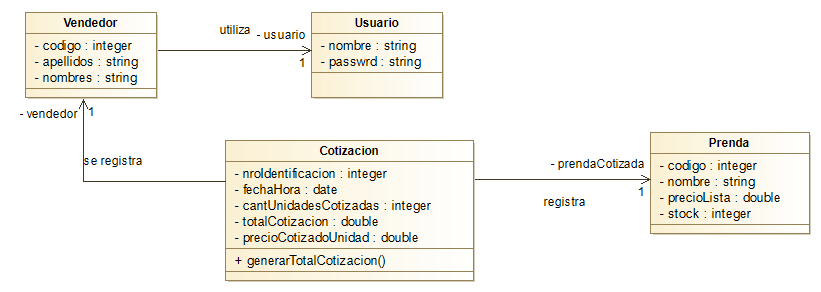 Vendedor
- codigo : integer
- apellidos : string
- nombres : string
utiliza
- usuario
1
Usuario
- nombre : string
- passwrd : string
- vendedor
1
se registra
Cotizacion
- nroIdentificacion : integer
- fechaHora : date
- cantUnidadesCotizadas : integer
- totalCotizacion : double
- precioCotizadoUnidad : double
+ generarTotalCotizacion()
- prendaCotizada
1
registra
Prenda
- codigo : integer
- nombre : string
- precioLista : double
- stock : integer